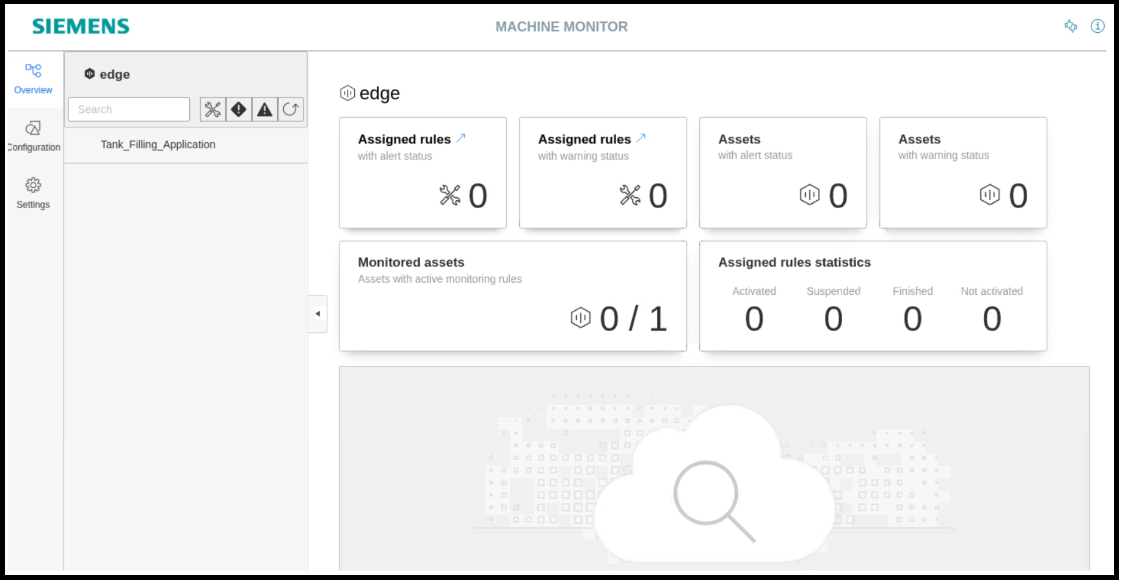 SIEMENS
MACHINE MONITOR
Overview
Configuration
Settings
edge
Search
Tank_Filling_Application
edge
Assigned rules
with alert status
0
Assigned rules
with warning status
0
Assets
with alert status
0
Assets
with warning status
0
Monitored assets
Assets with active monitoring rules
0 / 1
Assigned rules statistics
Activated Suspended Finished Not activated
0 0 0 0